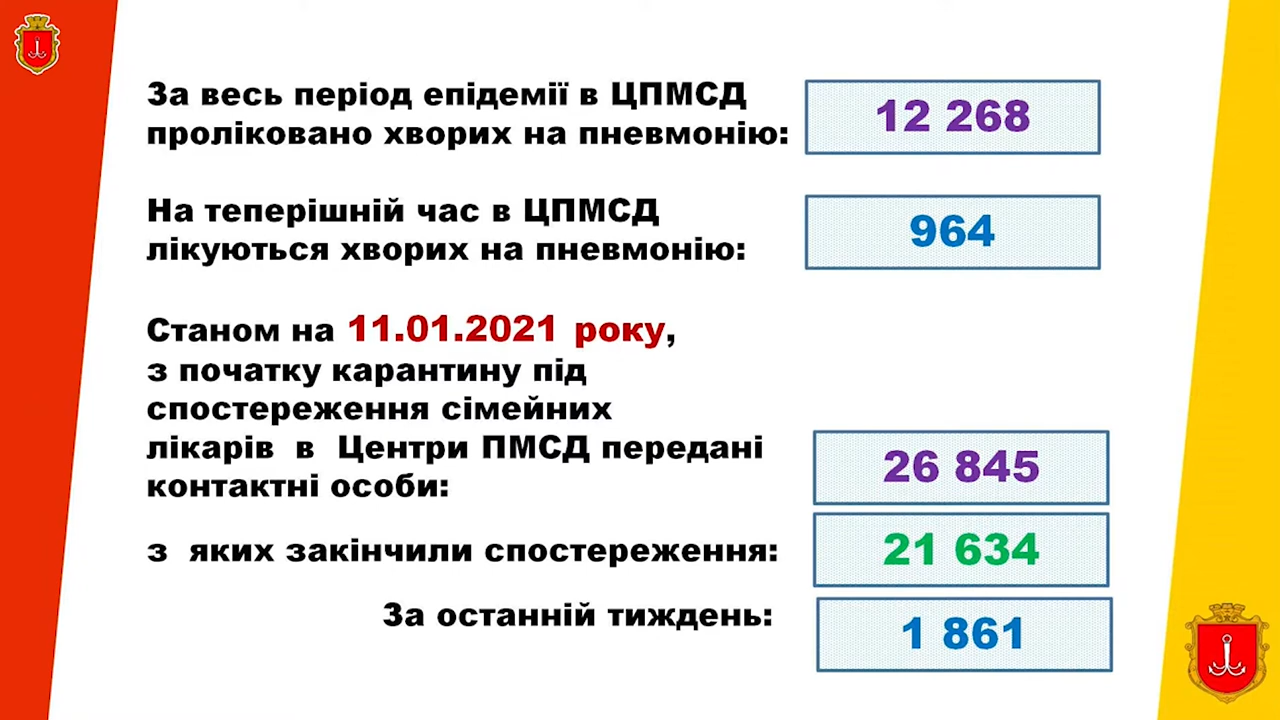 За весь період епідемії в ЦПМСД
проліковано хворих на пневмонію:
12 268
На теперішній час в ЦПМСД
лікуються хворих на пневмонію:
964
Станом на 11.01.2021 року,
з початку карантину під
спостереження сімейних
лікарів в Центри ПМСД передані
контактні особи:
26 845
з яких закінчили спостереження:
21 634
За останній тиждень:
1 861